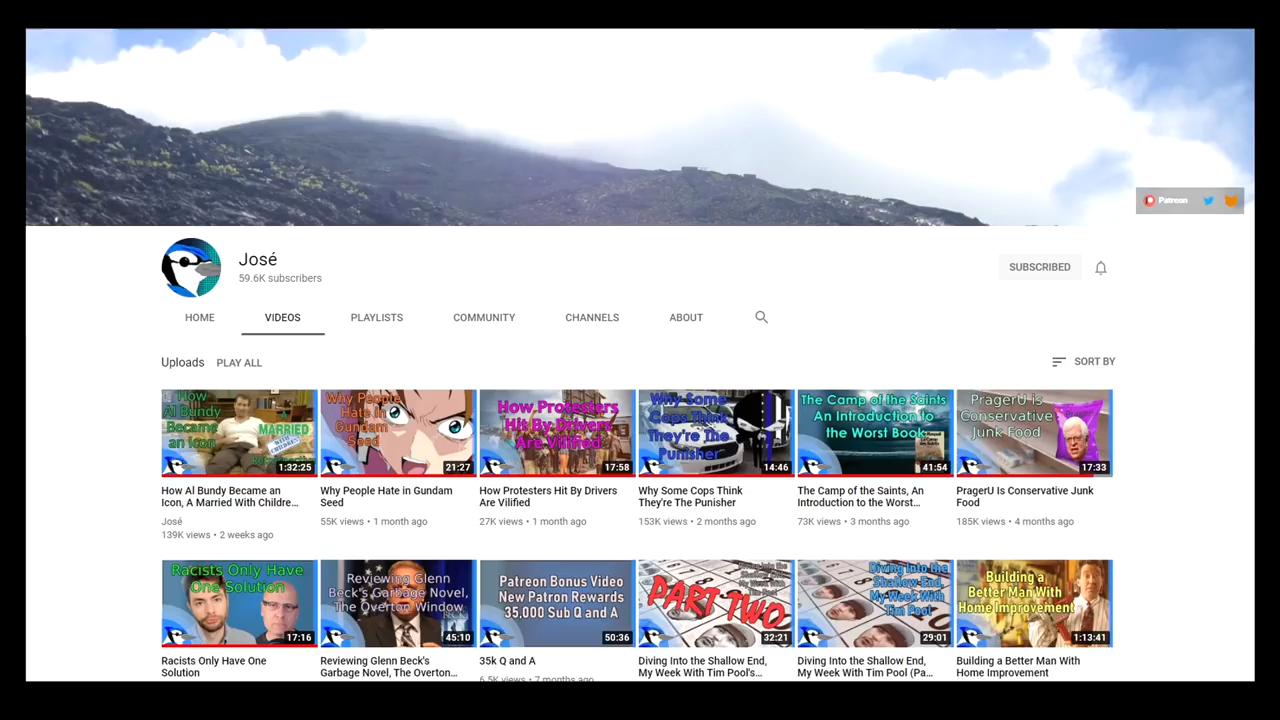 Patreon
José
59.6K subscribers
SUBSCRIBED
HOME
VIDEOS
PLAYLISTS
COMMUNITY
CHANNELS
ABOUT
Uploads
PLAY ALL
SORT BY
How
Al Bundy
Became
an Icon
MARRIED
WITH
CHILDREN
1:32:25
Why People
Hate In
Gundam
Seed
21:27
How Protesters
Hit By Drivers
Are Vilified
17:58
Why Some
Cops Think
They're The
Punisher
14:46
The Camp of the Saints
An Introduction to
the Worst Book
41:54
PragerU is
Conservative
Junk Food
17:33
How Al Bundy Became an
Icon, A Married With Childre...
José
139K views • 2 weeks ago
Why People Hate in Gundam
Seed
55K views • 1 month ago
How Protesters Hit By Drivers
Are Vilified
27K views • 1 month ago
Why Some Cops Think
They're The Punisher
153K views • 2 months ago
The Camp of the Saints, An
Introduction to the Worst...
73K views • 3 months ago
PragerU Is Conservative Junk
Food
185K views • 4 months ago
Racists Only Have
One Solution
17:16
Reviewing Glenn
Beck's Garbage Novel,
The Overton Window
45:10
Patreon Bonus Video
New Patron Rewards
35,000 Sub Q and A
50:36
PART TWO
32:21
Diving Into the
Shallow End,
My Week With
Tim Pool
29:01
Building a
Better Man With
Home Improvement
1:13:41
Racists Only Have One
Solution
Reviewing Glenn Beck's
Garbage Novel, The Overton...
35k Q and A
6.5K views • 7 months ago
Diving Into the Shallow End,
My Week With Tim Pool's...
Diving Into the Shallow End,
My Week With Tim Pool (Pa...
Building a Better Man With
Home Improvement